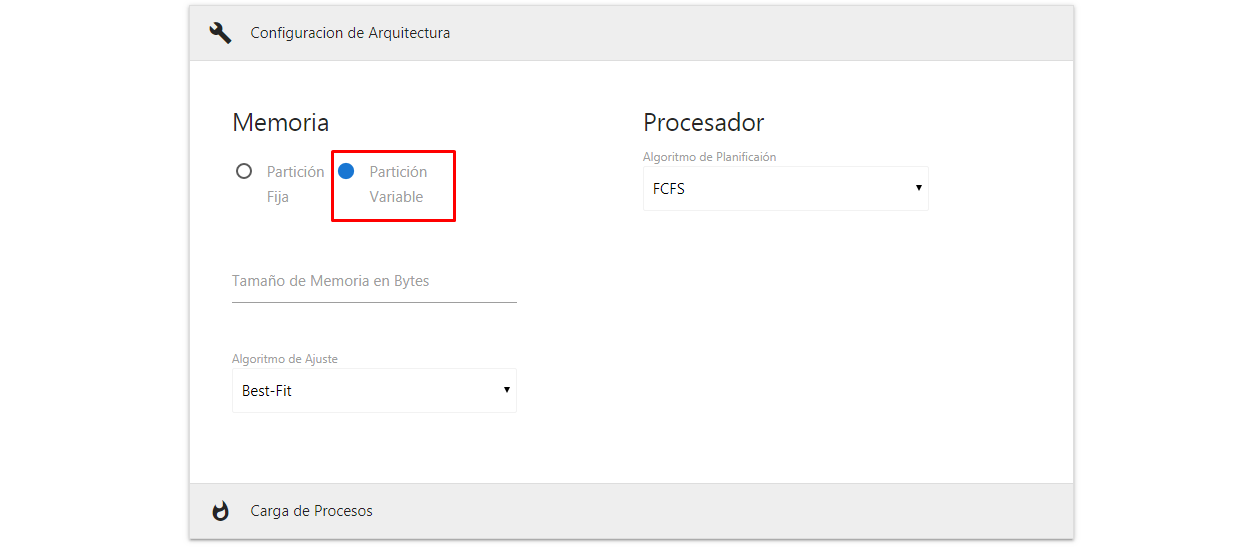 Configuracion de Arquitectura
Memoria
Partición
Fija
Partición
Variable
Tamaño de Memoria en Bytes
Algoritmo de Ajuste
Best-Fit
Procesador
Algoritmo de Planificaión
FCFS
Carga de Procesos